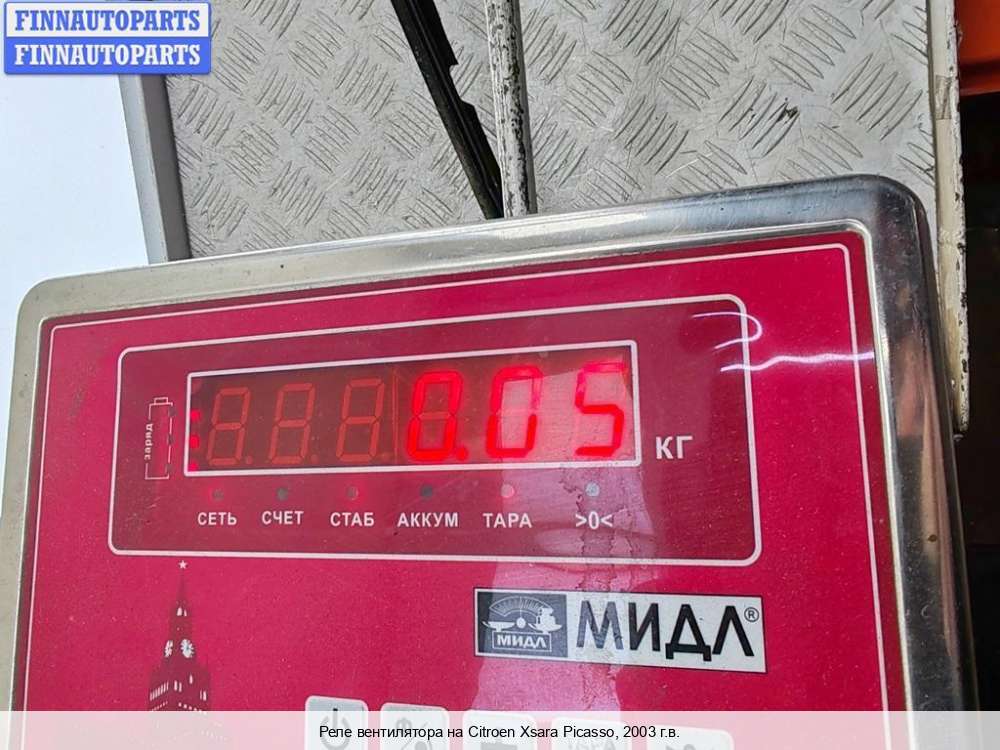 FINNAUTOPARTS
FINNAUTOPARTS
заряд
0.05
КГ
СЕТЬ СЧЕТ СТАБ АККУМ ТАРА >0<
МИДЛ
МИДЛ®
Реле вентилятора на Citroen Xsara Picasso, 2003 г.в.